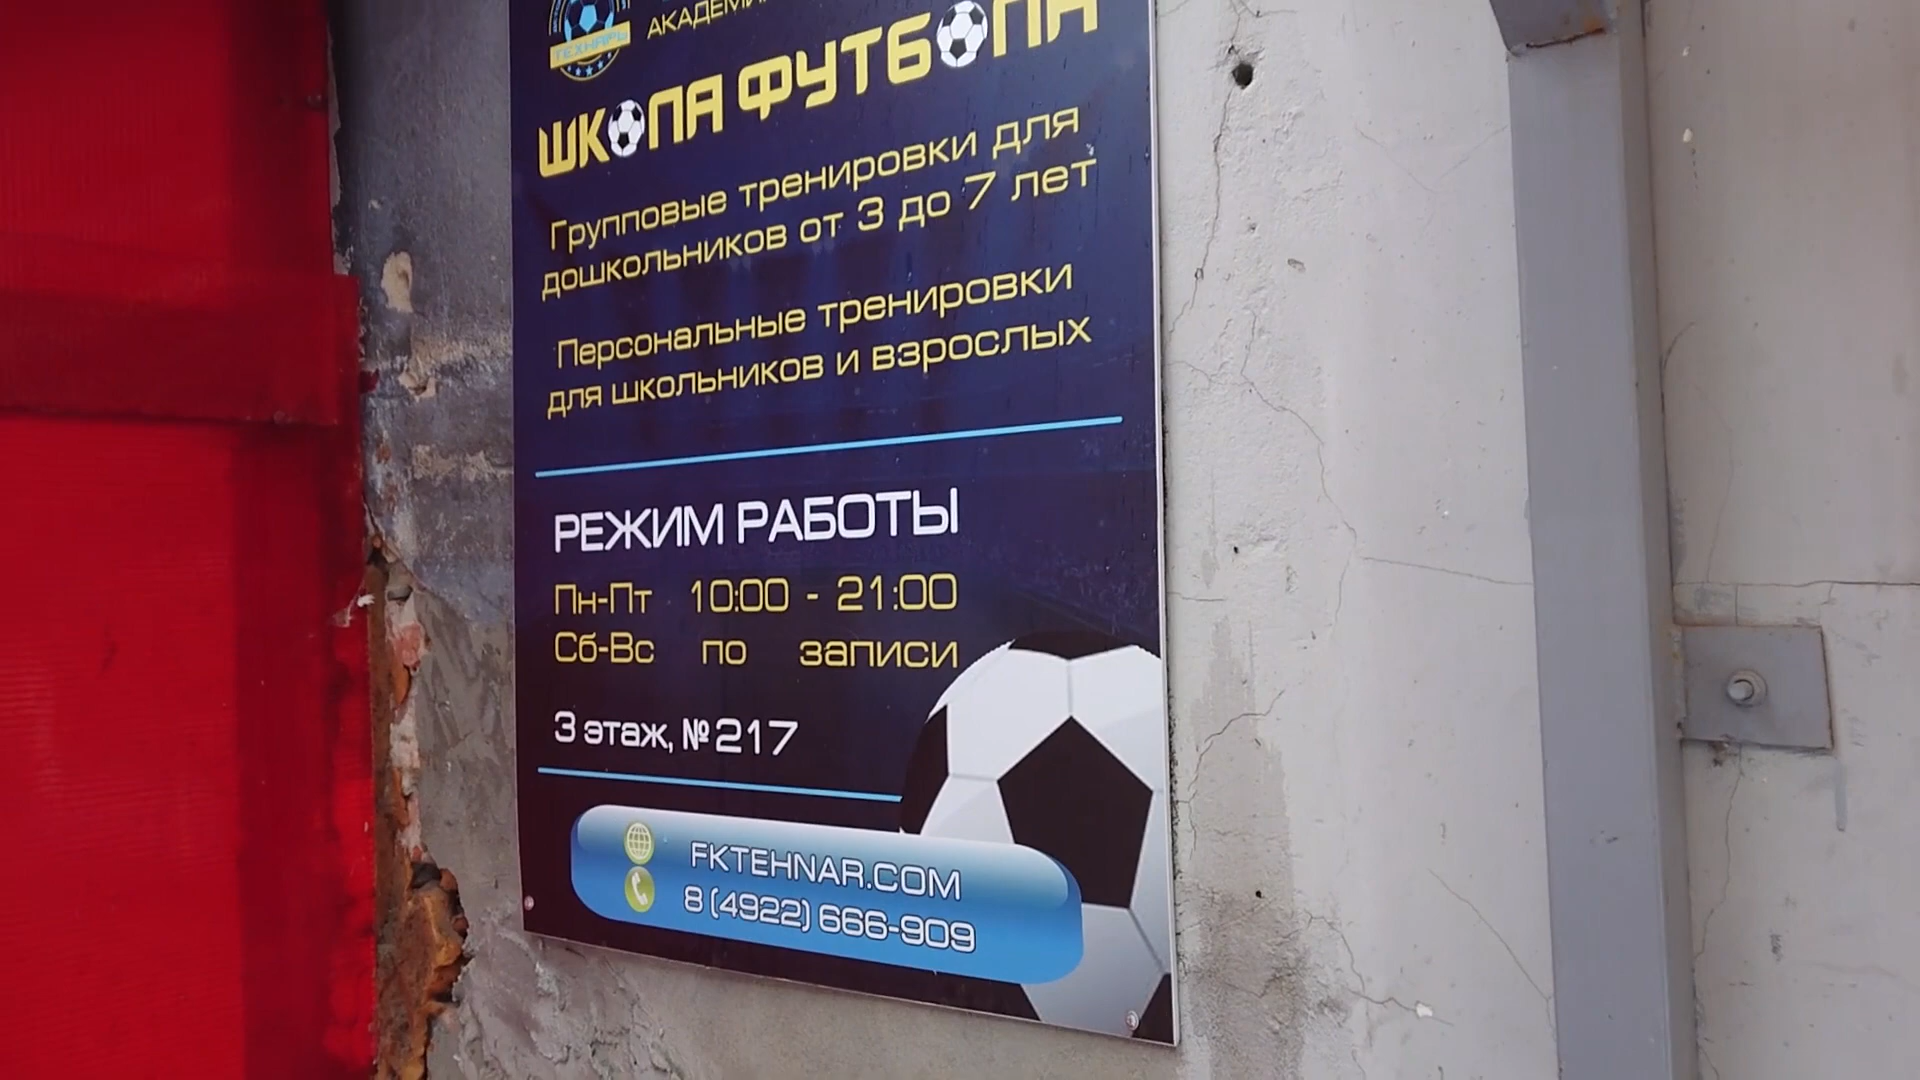 ТЕХНАРЬ
ШКОЛА ФУТБОЛА
Групповые тренировки для
дошкольников от 3 до 7 лет
Персональные тренировки
для школьников и взрослых
РЕЖИМ РАБОТЫ
Пн-Пт 10:00 - 21:00
Сб-Вс по записи
3 этаж, №217
FKTEHNAR.COM
8 (4922) 666-909